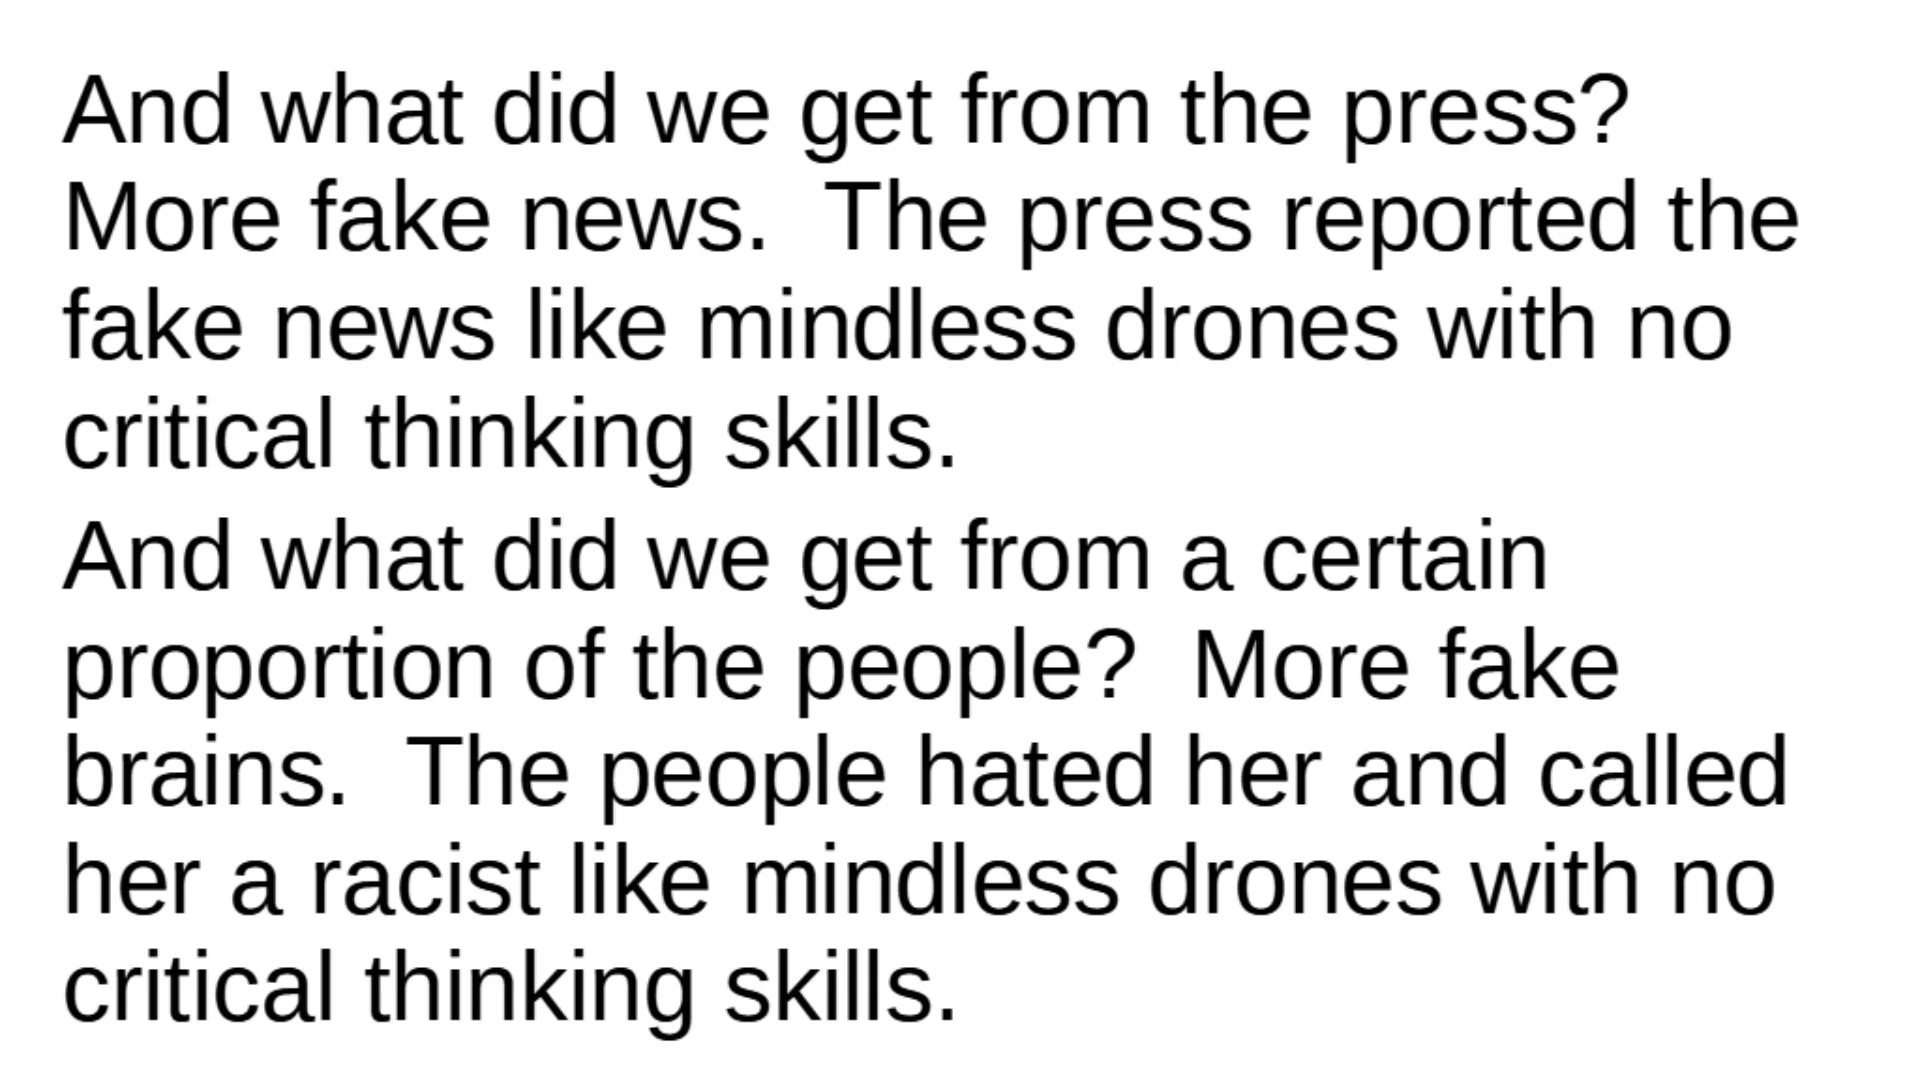 And what did we get from the press?
More fake news.  The press reported the
fake news like mindless drones with no
critical thinking skills.
And what did we get from a certain
proportion of the people?  More fake
brains.  The people hated her and called
her a racist like mindless drones with no
critical thinking skills.